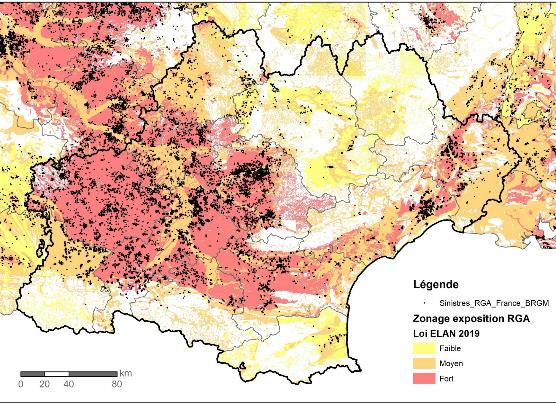 Légende
Sinistres_RGA_France_BRGM
Zonage exposition RGA
Loi ELAN 2019
Faible
Moyen
Fort
km
0 20 40 80